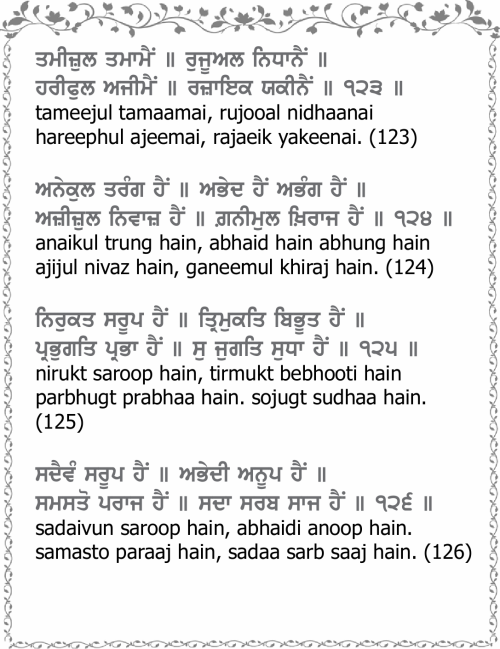 ਤਮੀਜ਼ੁਲ ਤਮਾਮੈਂ ॥ ਰੁਜੂਅਲ ਨਿਧਾਨੈਂ ॥
ਹਰੀਫੁਲ ਅਜੀਮੈਂ ॥ ਰਜ਼ਾਇਕ ਯਕੀਨੈਂ ॥ ੧੨੩ ॥
tameejul tamaamai, rujooal nidhaanai
hareephul ajeemai, rajaeik yakeenai. (123)
ਅਨੇਕੁਲ ਤਰੰਗ ਹੈਂ ॥ ਅਭੇਦ ਹੈਂ ਅਭੰਗ ਹੈਂ ॥
ਅਜ਼ੀਜ਼ੁਲ ਨਿਵਾਜ਼ ਹੈਂ ॥ ਗ਼ਨੀਮੁਲ ਖ਼ਿਰਾਜ ਹੈਂ ॥ ੧੨੪ ॥
anaikul trung hain, abhaid hain abhung hain
ajijul nivaz hain, ganeemul khiraj hain. (124)
ਨਿਰੁਕਤ ਸਰੂਪ ਹੈਂ ॥ ਤ੍ਰਿਮੁਕਤਿ ਬਿਭੂਤ ਹੈਂ ॥
ਪ੍ਰਭੁਗਤਿ ਪ੍ਰਭਾ ਹੈਂ ॥ ਸੁ ਜੁਗਤਿ ਸੁਧਾ ਹੈਂ ॥ ੧੨੫ ॥
nirukt saroop hain, tirmukt bebhooti hain
parbhugt prabhaa hain. sojugt sudhaa hain.
(125)
ਸਦੈਵੰ ਸਰੂਪ ਹੈਂ ॥ ਅਭੇਦੀ ਅਨੂਪ ਹੈਂ ॥
ਸਮਸਤੋ ਪਰਾਜ ਹੈਂ ॥ ਸਦਾ ਸਰਬ ਸਾਜ ਹੈਂ ॥ ੧੨੬ ॥
sadaivun saroop hain, abhaidi anoop hain.
samasto paraaj hain, sadaa sarb saaj hain. (126)